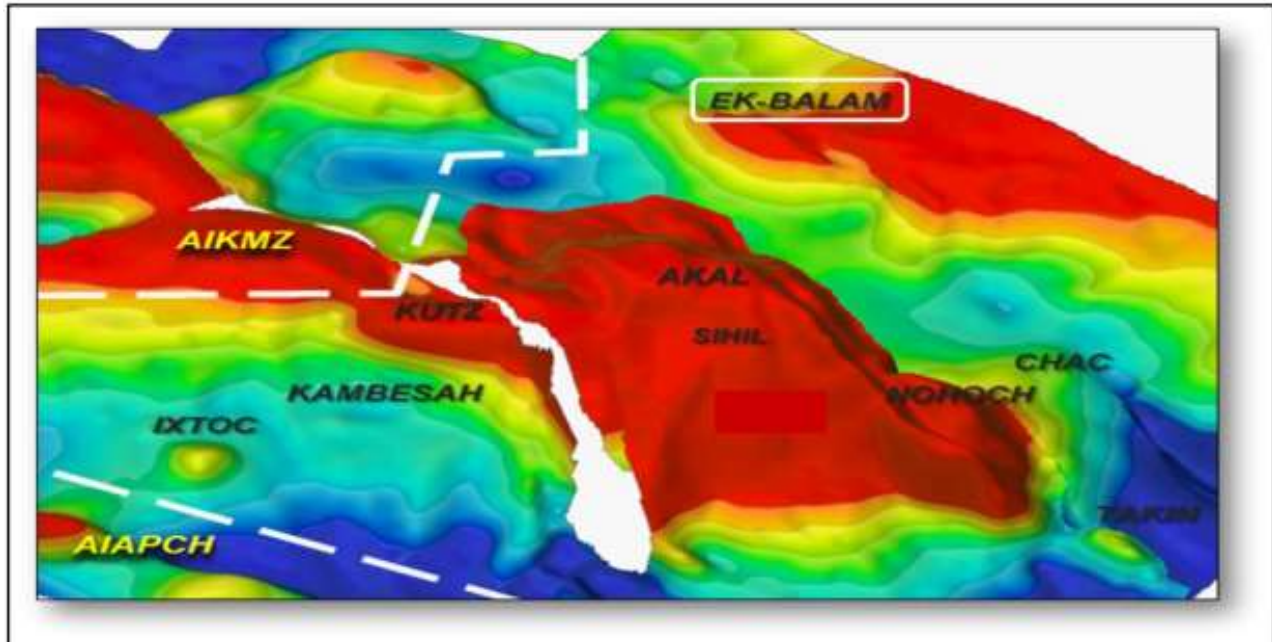 EK-BALAM
AIKMZ
AKAL
KUTZ
SIHIL
CHAC
KAMBESAH
NOHOCH
IXTOC
TAKIN
AIAPCH